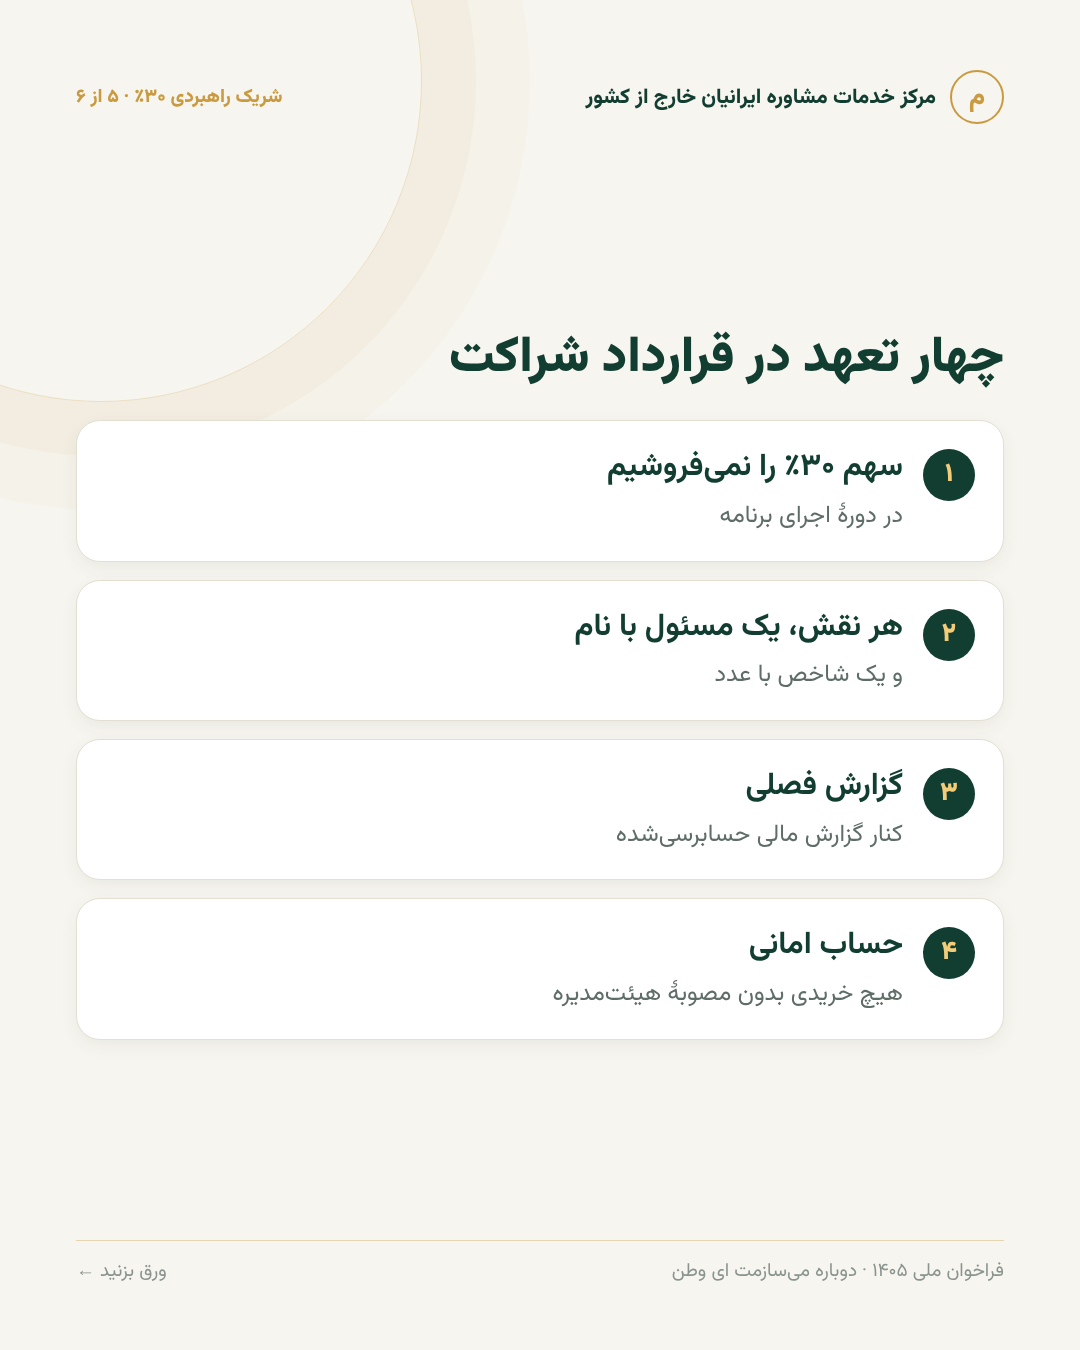 م
مرکز خدمات مشاوره ایرانیان خارج از کشور
شریک راهبردی ۳۰٪ · ۵ از ۶
چهار تعهد در قرارداد شراکت
۱
سهم ۳۰٪ را نمی‌فروشیم
در دورهٔ اجرای برنامه
۲
هر نقش، یک مسئول با نام
و یک شاخص با عدد
۳
گزارش فصلی
کنار گزارش مالی حسابرسی‌شده
۴
حساب امانی
هیچ خریدی بدون مصوبهٔ هیئت‌مدیره
فراخوان ملی ۱۴۰۵ · دوباره می‌سازمت ای وطن
ورق بزنید ←